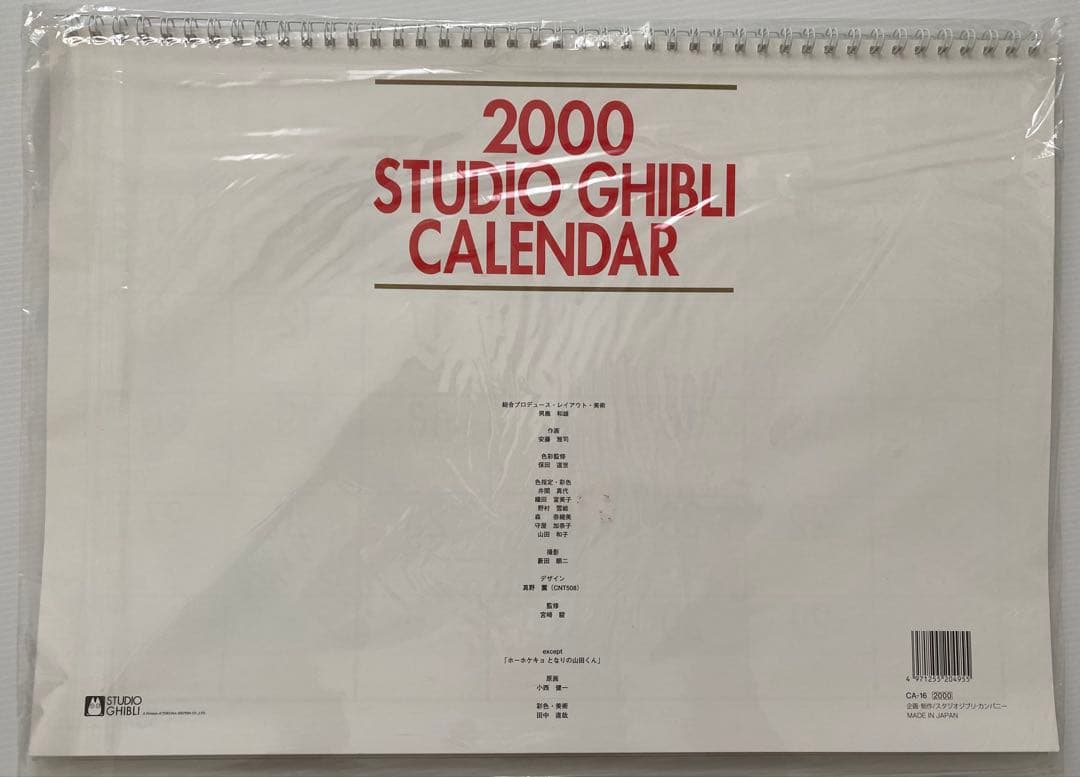 2000
STUDIO GHIBLI
CALENDAR
総合プロデュース・レイアウト・美術
男鹿 和雄
作画
安藤 雅司
色彩監修
保田 道世
色指定・彩色
井関 真代
織田 富美子
野村 雪絵
森 奈緒美
守屋 加奈子
山田 和子
撮影
薮田 順二
デザイン
真野 薫(CNT508)
監修
宮崎 駿
except
「ホーホケキョ となりの山田くん」
原画
小西 健一
彩色・美術
田中 直哉
STUDIO
GHIBLI
4 971255 204953
CA-16 2000
企画・制作/スタジオジブリ・カンパニー
MADE IN JAPAN